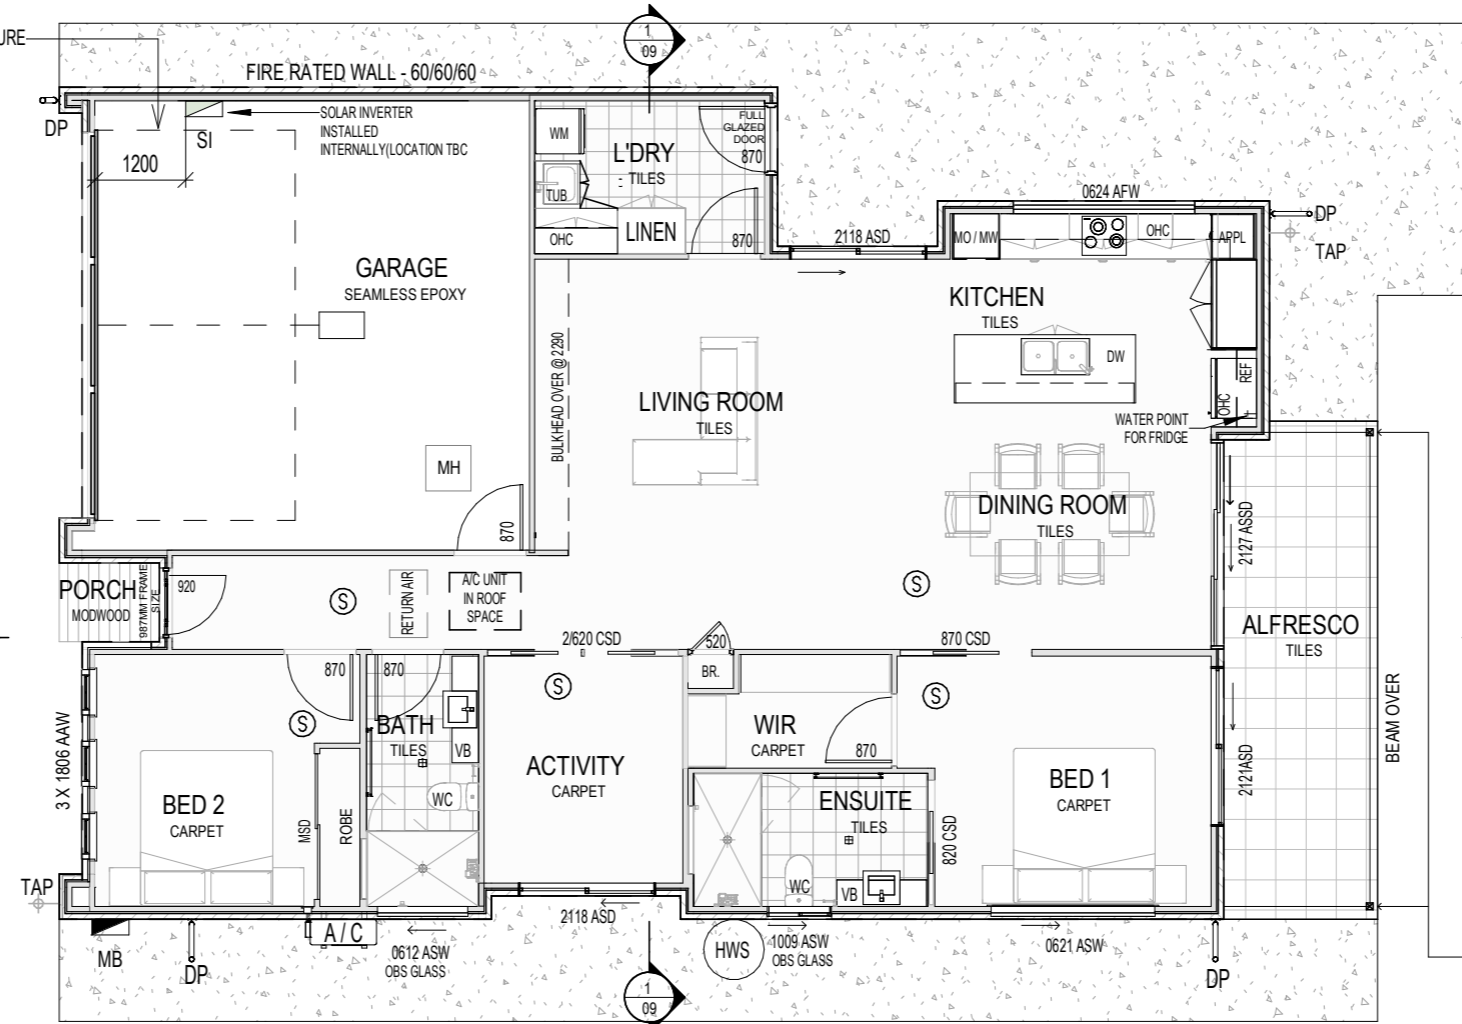 URE
1
09
FIRE RATED WALL - 60/60/60
DP
SI
SOLAR INVERTER
INSTALLED
INTERNALLY(LOCATION TBC
1200
WM
L'DRY
TILES
FULL
GLAZED
DOOR
870
TUB
OHC
LINEN
870
2118 ASD
0624 AFW
MO / MW
OHC
APPL
DP
TAP
GARAGE
SEAMLESS EPOXY
KITCHEN
TILES
DW
BULKHEAD OVER @ 2290
LIVING ROOM
TILES
REF
OHC
WATER POINT
FOR FRIDGE
MH
870
DINING ROOM
TILES
2127 ASSD
PORCH
MODWOOD
987MM FRAME
SIZE
920
S
RETURN AIR
A/C UNIT
IN ROOF
SPACE
S
2/620 CSD
520
870 CSD
ALFRESCO
TILES
BR.
870
870
S
S
S
BATH
TILES
VB
WC
WIR
CARPET
870
3 X 1806 AAW
BED 2
CARPET
MSD
ROBE
ACTIVITY
CARPET
ENSUITE
TILES
WC
VB
820 CSD
BED 1
CARPET
2121ASD
BEAM OVER
TAP
MB
DP
A / C
0612 ASW
OBS GLASS
2118 ASD
HWS
1009 ASW
OBS GLASS
0621 ASW
DP
1
09